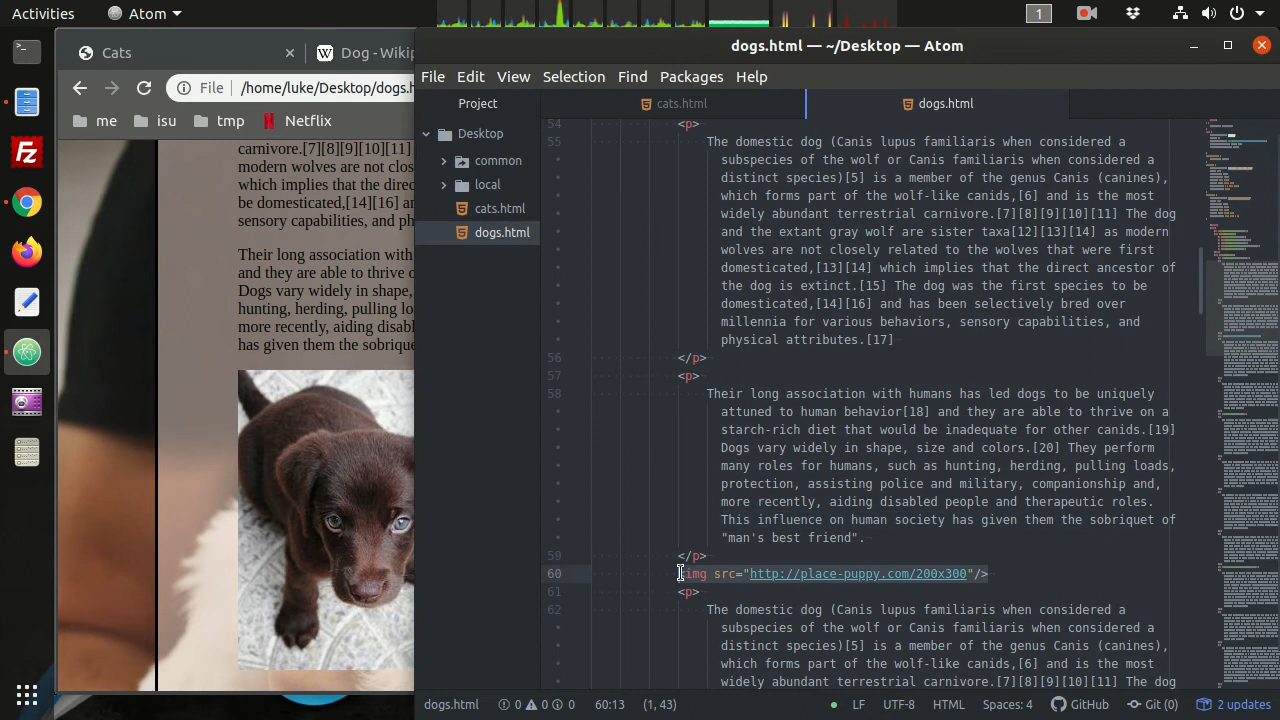 Activities
Atom
1
Cats
Dog - Wikip
File
/home/luke/Desktop/dogs.h
me
isu
tmp
Netflix
carnivore.[7][8][9][10][11]
modern wolves are not clos
which implies that the direc
be domesticated,[14][16] an
sensory capabilities, and ph
Their long association with
and they are able to thrive o
Dogs vary widely in shape,
hunting, herding, pulling lo
more recently, aiding disabl
has given them the sobrique
dogs.html — ~/Desktop — Atom
File Edit View Selection Find Packages Help
Project
cats.html
dogs.html
Desktop
common
local
cats.html
dogs.html
54 <p>
55 The domestic dog (Canis lupus familiaris when considered a
subspecies of the wolf or Canis familiaris when considered a
distinct species)[5] is a member of the genus Canis (canines),
which forms part of the wolf-like canids,[6] and is the most
widely abundant terrestrial carnivore.[7][8][9][10][11] The dog
and the extant gray wolf are sister taxa[12][13][14] as modern
wolves are not closely related to the wolves that were first
domesticated,[13][14] which implies that the direct ancestor of
the dog is extinct.[15] The dog was the first species to be
domesticated,[14][16] and has been selectively bred over
millennia for various behaviors, sensory capabilities, and
physical attributes.[17]
56 </p>
57 <p>
58 Their long association with humans has led dogs to be uniquely
attuned to human behavior[18] and they are able to thrive on a
starch-rich diet that would be inadequate for other canids.[19]
Dogs vary widely in shape, size and colors.[20] They perform
many roles for humans, such as hunting, herding, pulling loads,
protection, assisting police and military, companionship and,
more recently, aiding disabled people and therapeutic roles.
This influence on human society has given them the sobriquet
"man's best friend".
59 </p>
60 <img src="http://place-puppy.com/200x300">
61 <p>
62 The domestic dog (Canis lupus familiaris when considered a
subspecies of the wolf or Canis familiaris when considered a
distinct species)[5] is a member of the genus Canis (canines),
which forms part of the wolf-like canids,[6] and is the most
widely abundant terrestrial carnivore.[7][8][9][10][11] The dog
dogs.html
0 0 0
60:13
(1, 43)
LF
UTF-8
HTML
Spaces: 4
GitHub
Git (0)
2 updates